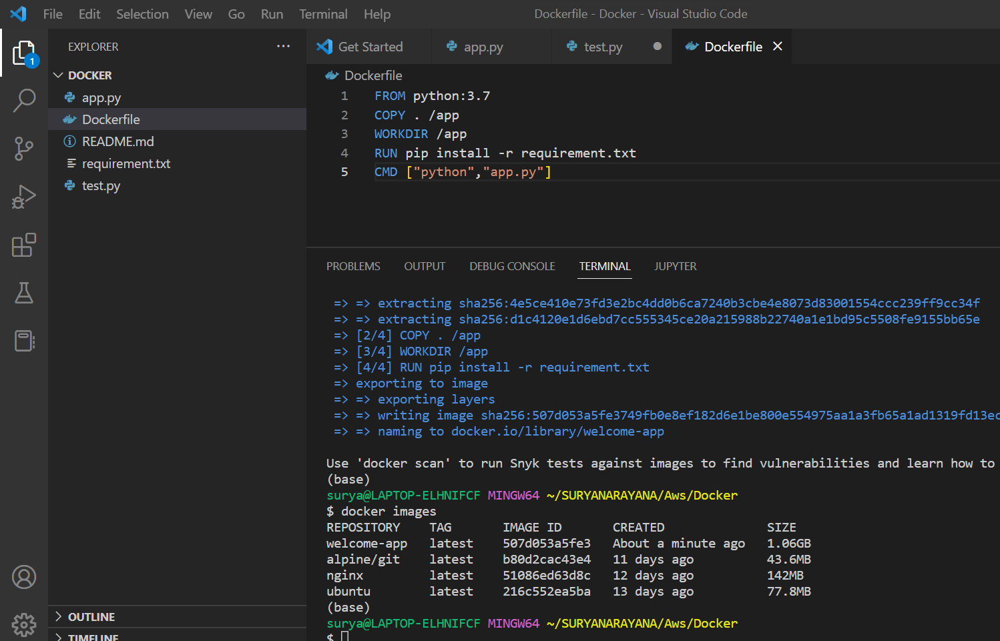 File Edit Selection View Go Run Terminal Help Dockerfile - Docker - Visual Studio Code
1
EXPLORER ...
DOCKER
app.py
Dockerfile
README.md
requirement.txt
test.py
OUTLINE
TIMELINE
Get Started app.py test.py Dockerfile
Dockerfile
1 FROM python:3.7
2 COPY . /app
3 WORKDIR /app
4 RUN pip install -r requirement.txt
5 CMD ["python","app.py"]
PROBLEMS OUTPUT DEBUG CONSOLE TERMINAL JUPYTER
=> => extracting sha256:4e5ce410e73fd3e2bc4dd0b6ca7240b3cbe4e8073d83001554ccc239ff9cc34f
=> => extracting sha256:d1c4120e1d6ebd7cc555345ce20a215988b22740a1e1bd95c5508fe9155bb65e
=> [2/4] COPY . /app
=> [3/4] WORKDIR /app
=> [4/4] RUN pip install -r requirement.txt
=> exporting to image
=> => exporting layers
=> => writing image sha256:507d053a5fe3749fb0e8ef182d6e1be800e554975aa1a3fb65a1ad1319fd13ec
=> => naming to docker.io/library/welcome-app
Use 'docker scan' to run Snyk tests against images to find vulnerabilities and learn how to
(base)
surya@LAPTOP-ELHNIFCF MINGW64 ~/SURYANARAYANA/Aws/Docker
$ docker images
REPOSITORY TAG IMAGE ID CREATED SIZE
welcome-app latest 507d053a5fe3 About a minute ago 1.06GB
alpine/git latest b80d2cac43e4 11 days ago 43.6MB
nginx latest 51086ed63d8c 12 days ago 142MB
ubuntu latest 216c552ea5ba 13 days ago 77.8MB
(base)
surya@LAPTOP-ELHNIFCF MINGW64 ~/SURYANARAYANA/Aws/Docker
$